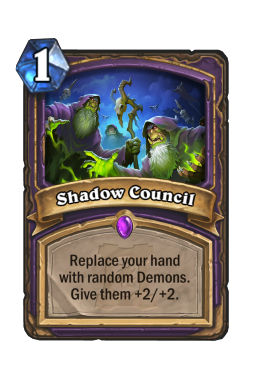 1
Shadow Council
Replace your hand
with random Demons.
Give them +2/+2.